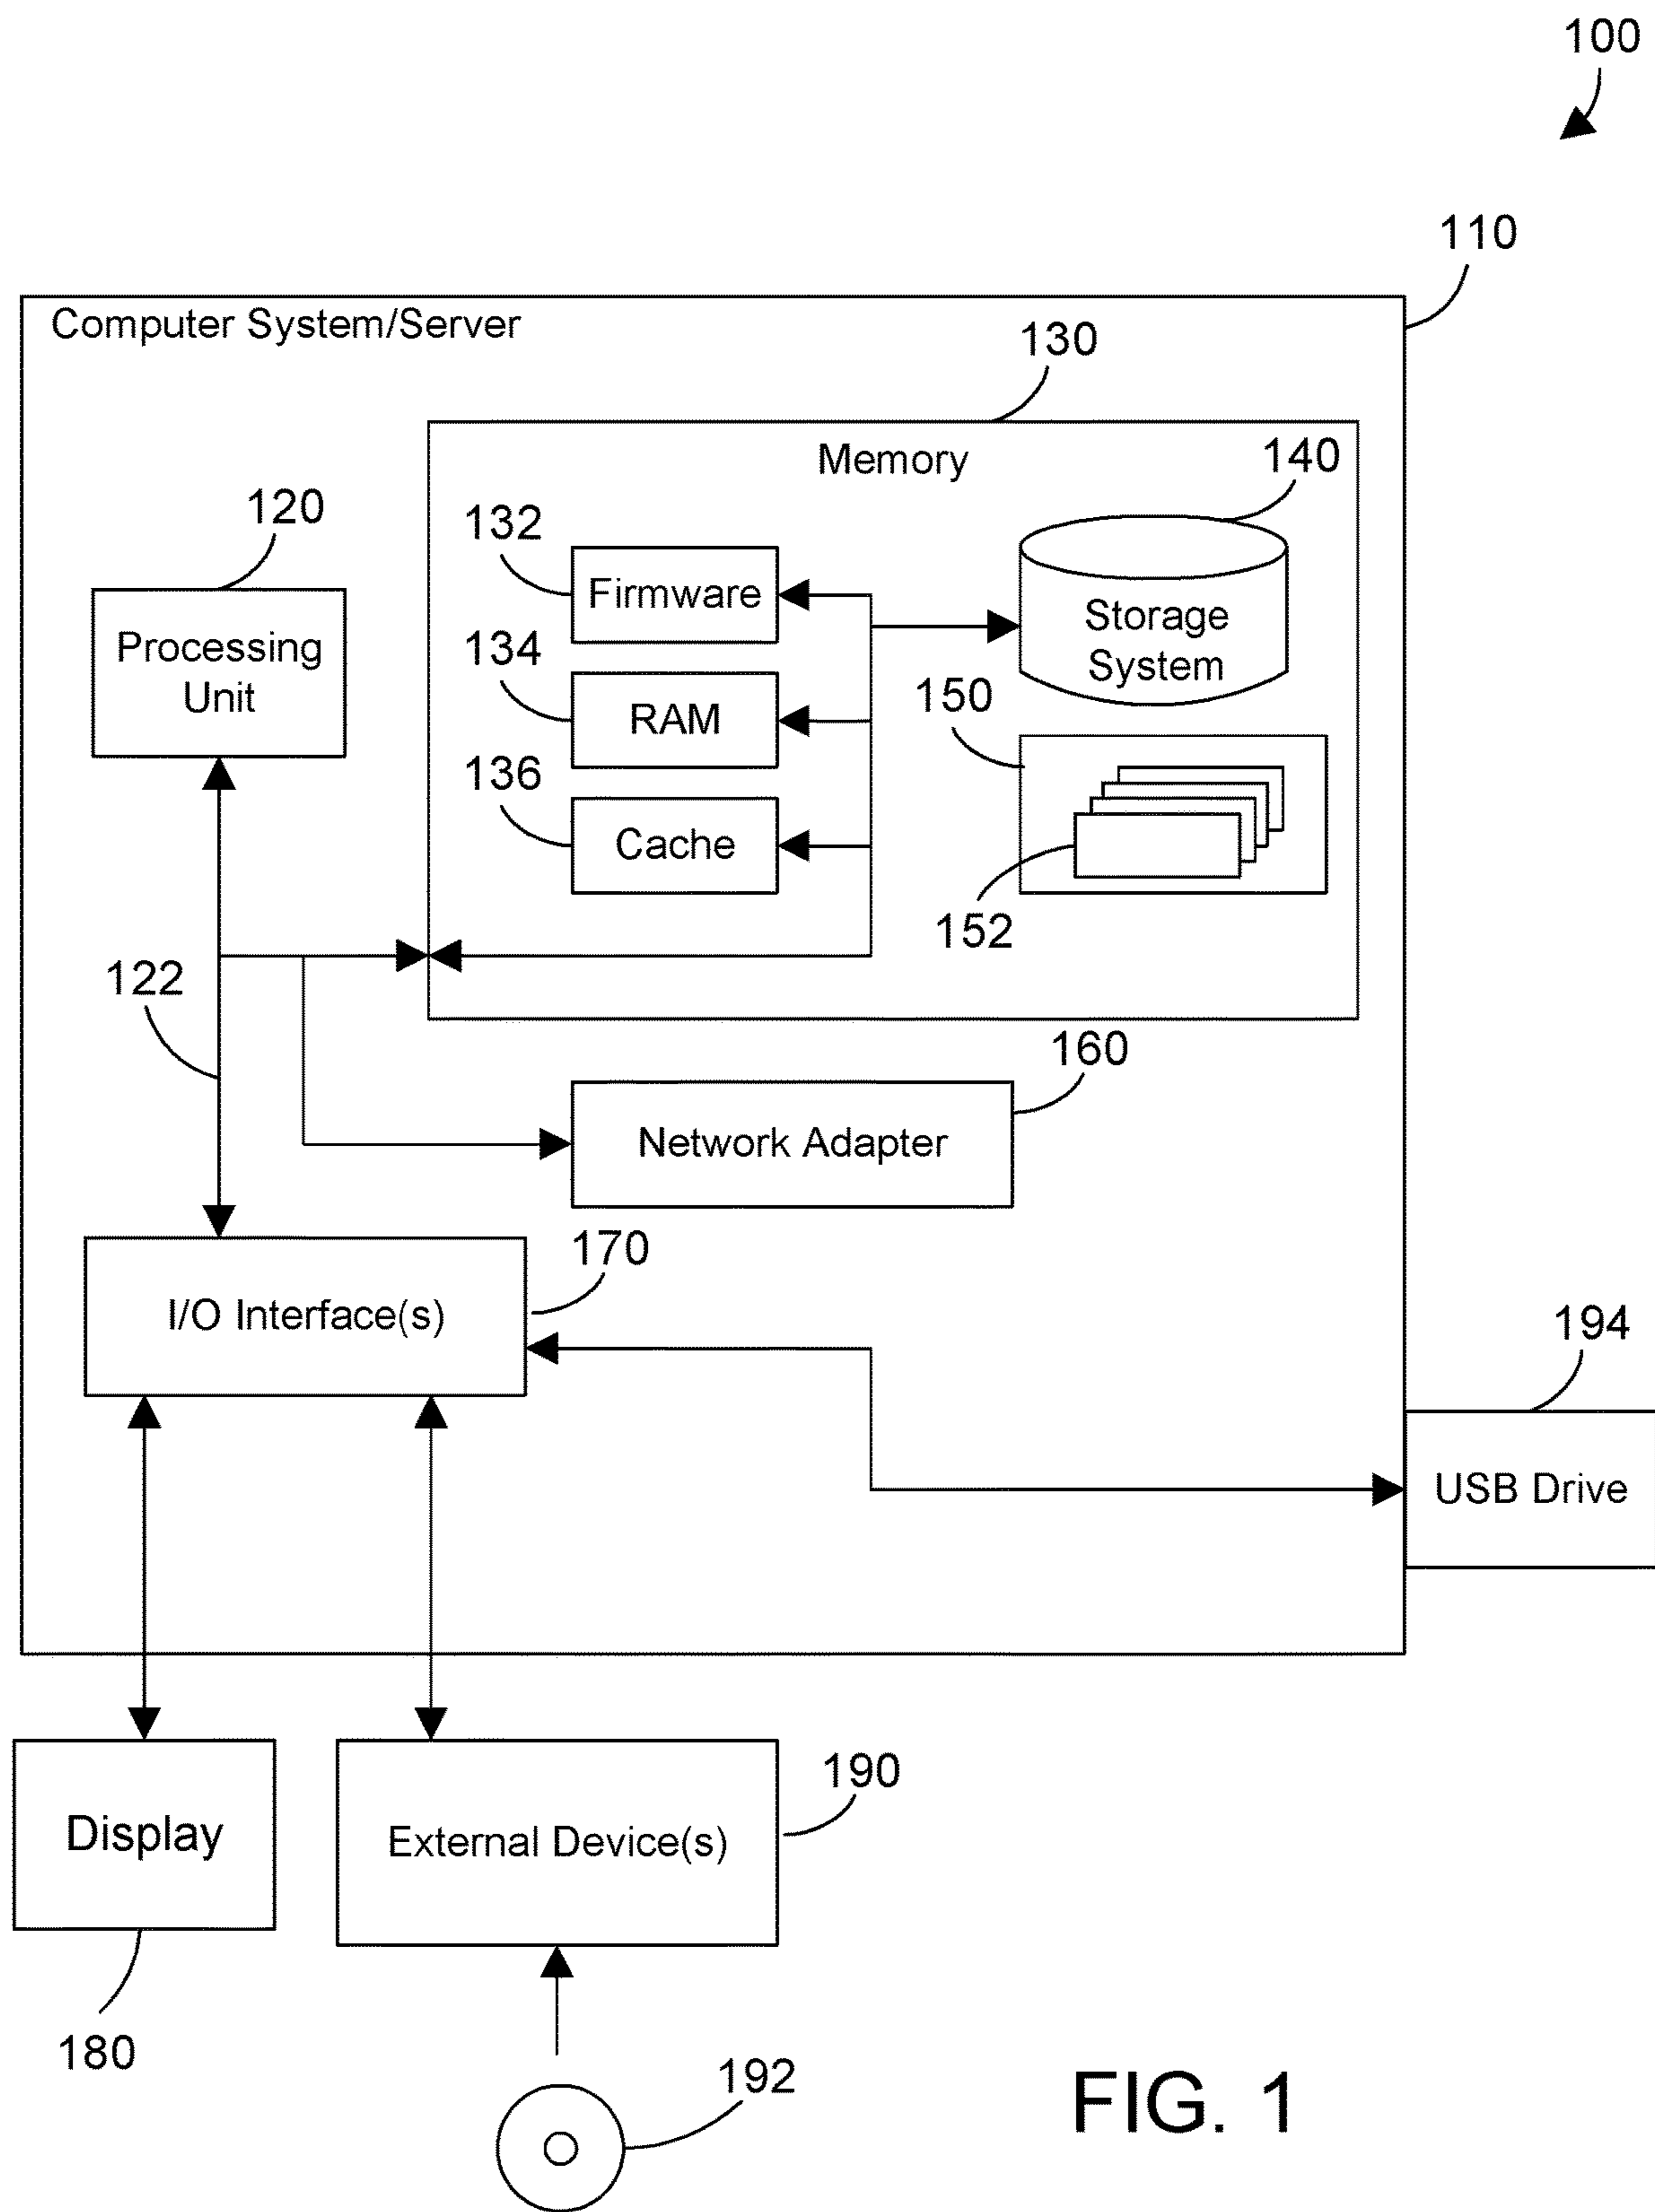 100
110
Computer System/Server
130
Memory
140
120
132
Firmware
Storage
System
Processing
Unit
134
RAM
150
136
Cache
152
122
160
Network Adapter
170
I/O Interface(s)
194
USB Drive
190
Display
External Device(s)
180
192
FIG. 1